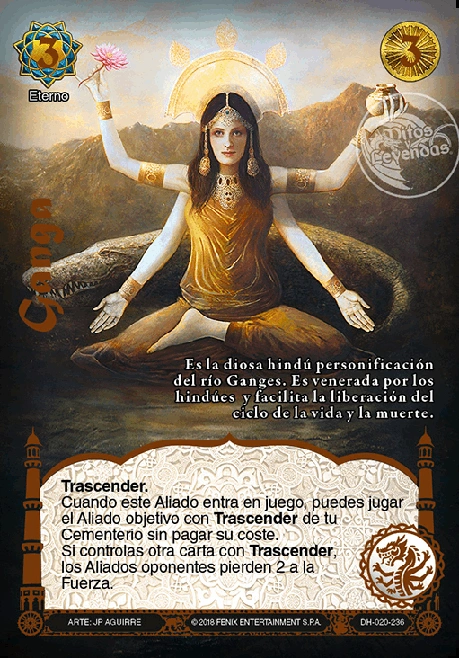 3
3
Eterno
Mitos y
Leyendas
Ganga
Es la diosa hindú personificación
del río Ganges. Es venerada por los
hindúes y facilita la liberación del
ciclo de la vida y la muerte.
Trascender.
Cuando este Aliado entra en juego, puedes jugar
el Aliado objetivo con Trascender de tu
Cementerio sin pagar su coste.
Si controlas otra carta con Trascender,
los Aliados oponentes pierden 2 a la
Fuerza.
ARTE: JP AGUIRRE
© 2018 FENIX ENTERTAINMENT S.P.A.
DH-020-236